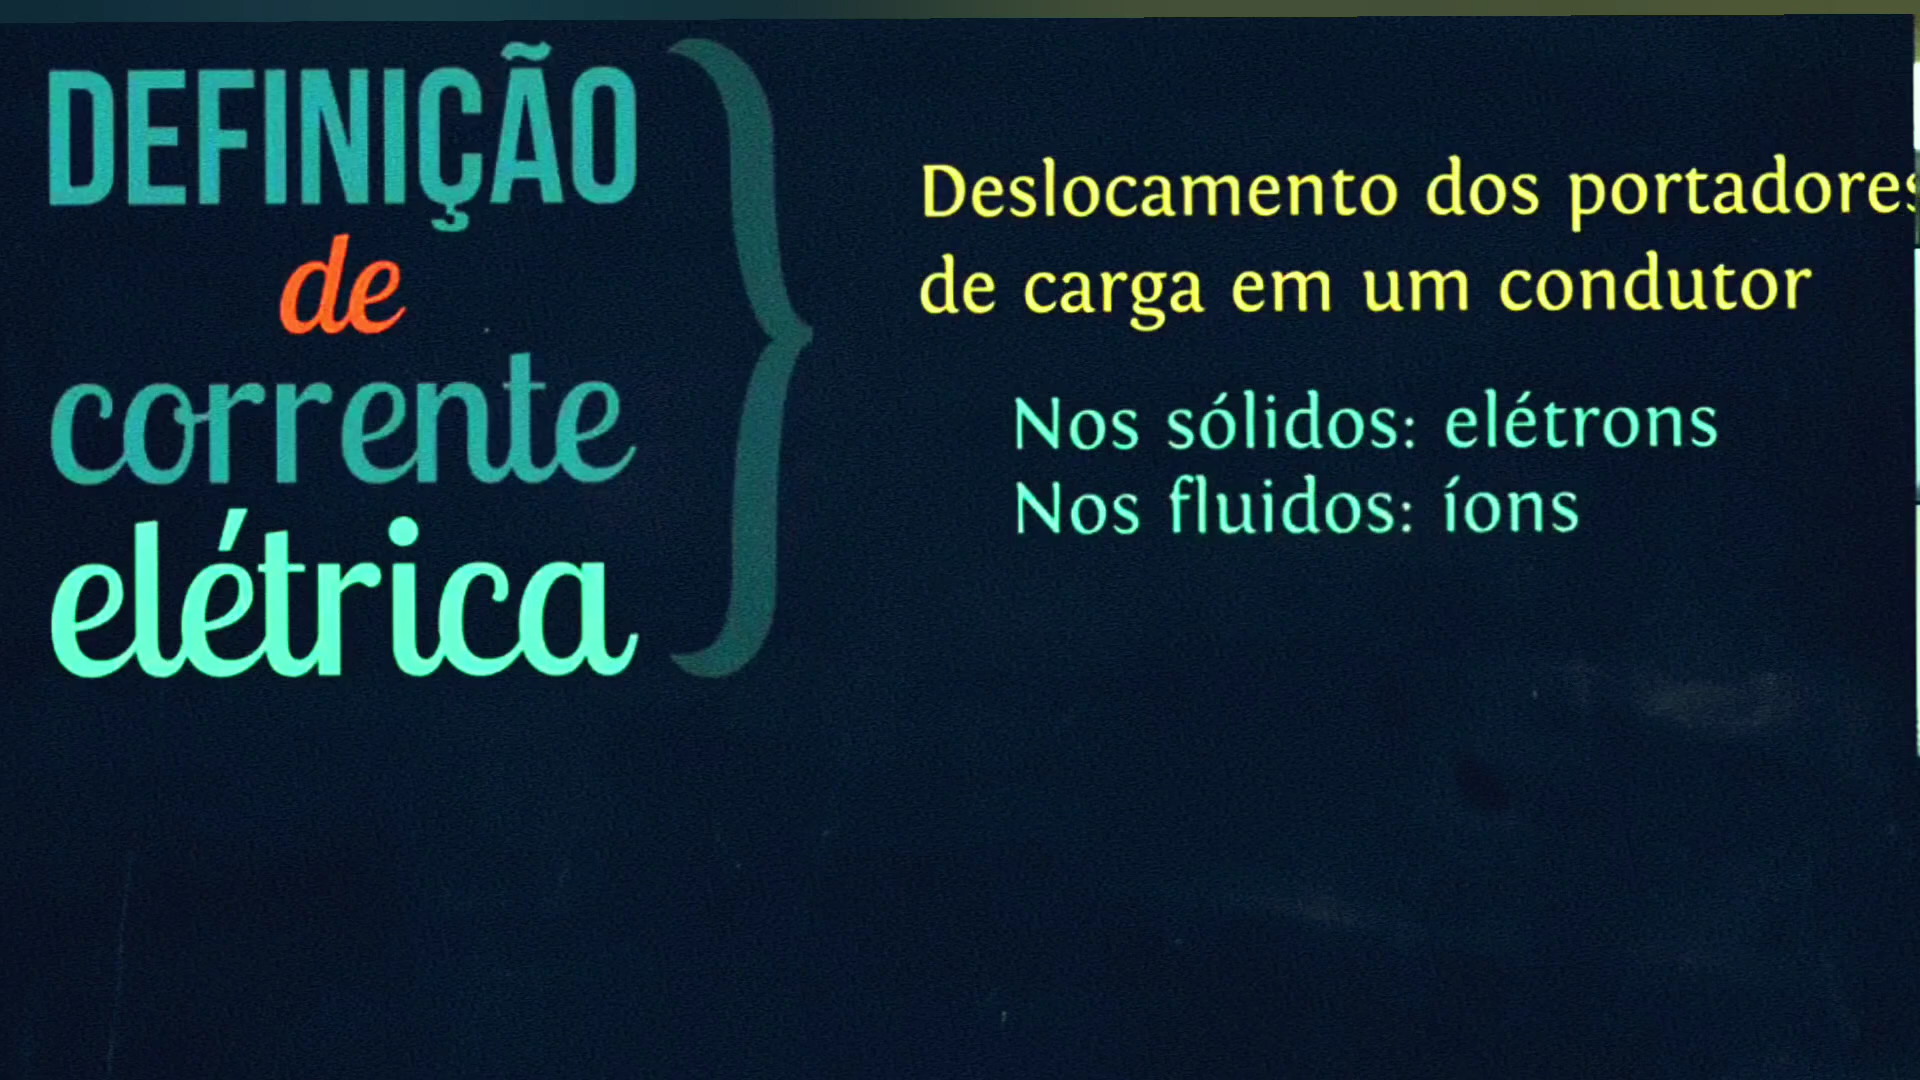 DEFINIÇÃO
de
corrente
elétrica
Deslocamento dos portadores
de carga em um condutor
Nos sólidos: elétrons
Nos fluidos: íons